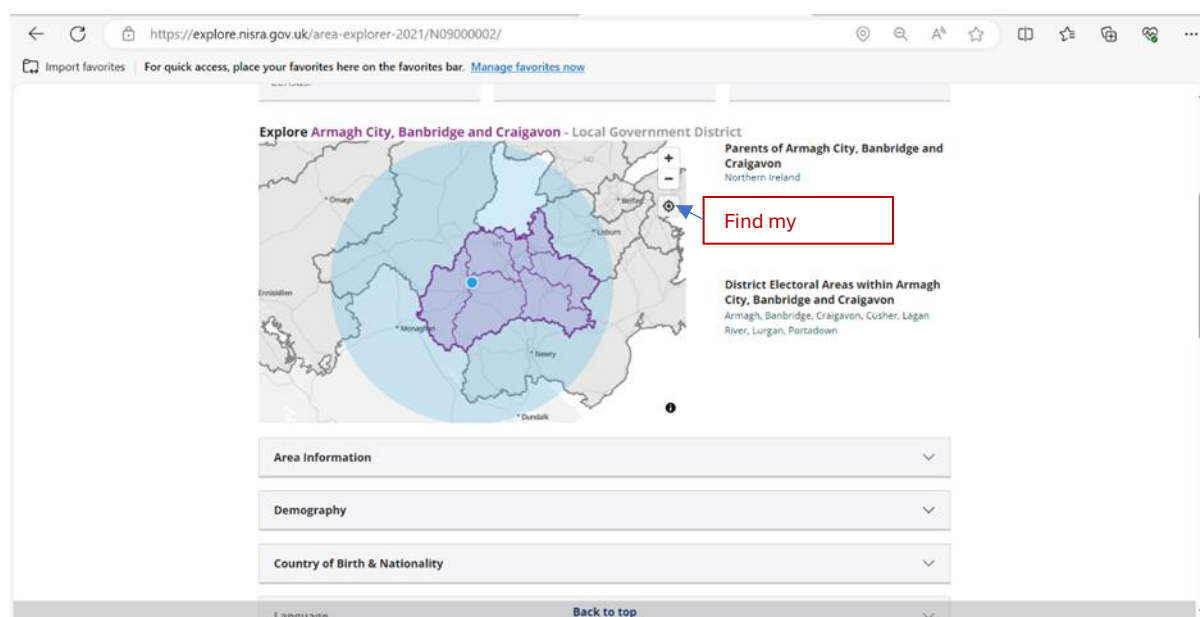 https://explore.nisra.gov.uk/area-explorer-2021/N09000002/
Import favorites
For quick access, place your favorites here on the favorites bar. Manage favorites now
Explore Armagh City, Banbridge and Craigavon - Local Government District
Parents of Armagh City, Banbridge and
Craigavon
Northern Ireland
Find my
District Electoral Areas within Armagh
City, Banbridge and Craigavon
Armagh, Banbridge, Craigavon, Cusher, Lagan
River, Lurgan, Portadown
Omagh
Belfast
Lisburn
Enniskillen
Monaghan
Newry
Dundalk
Area Information
Demography
Country of Birth & Nationality
Language
Back to top